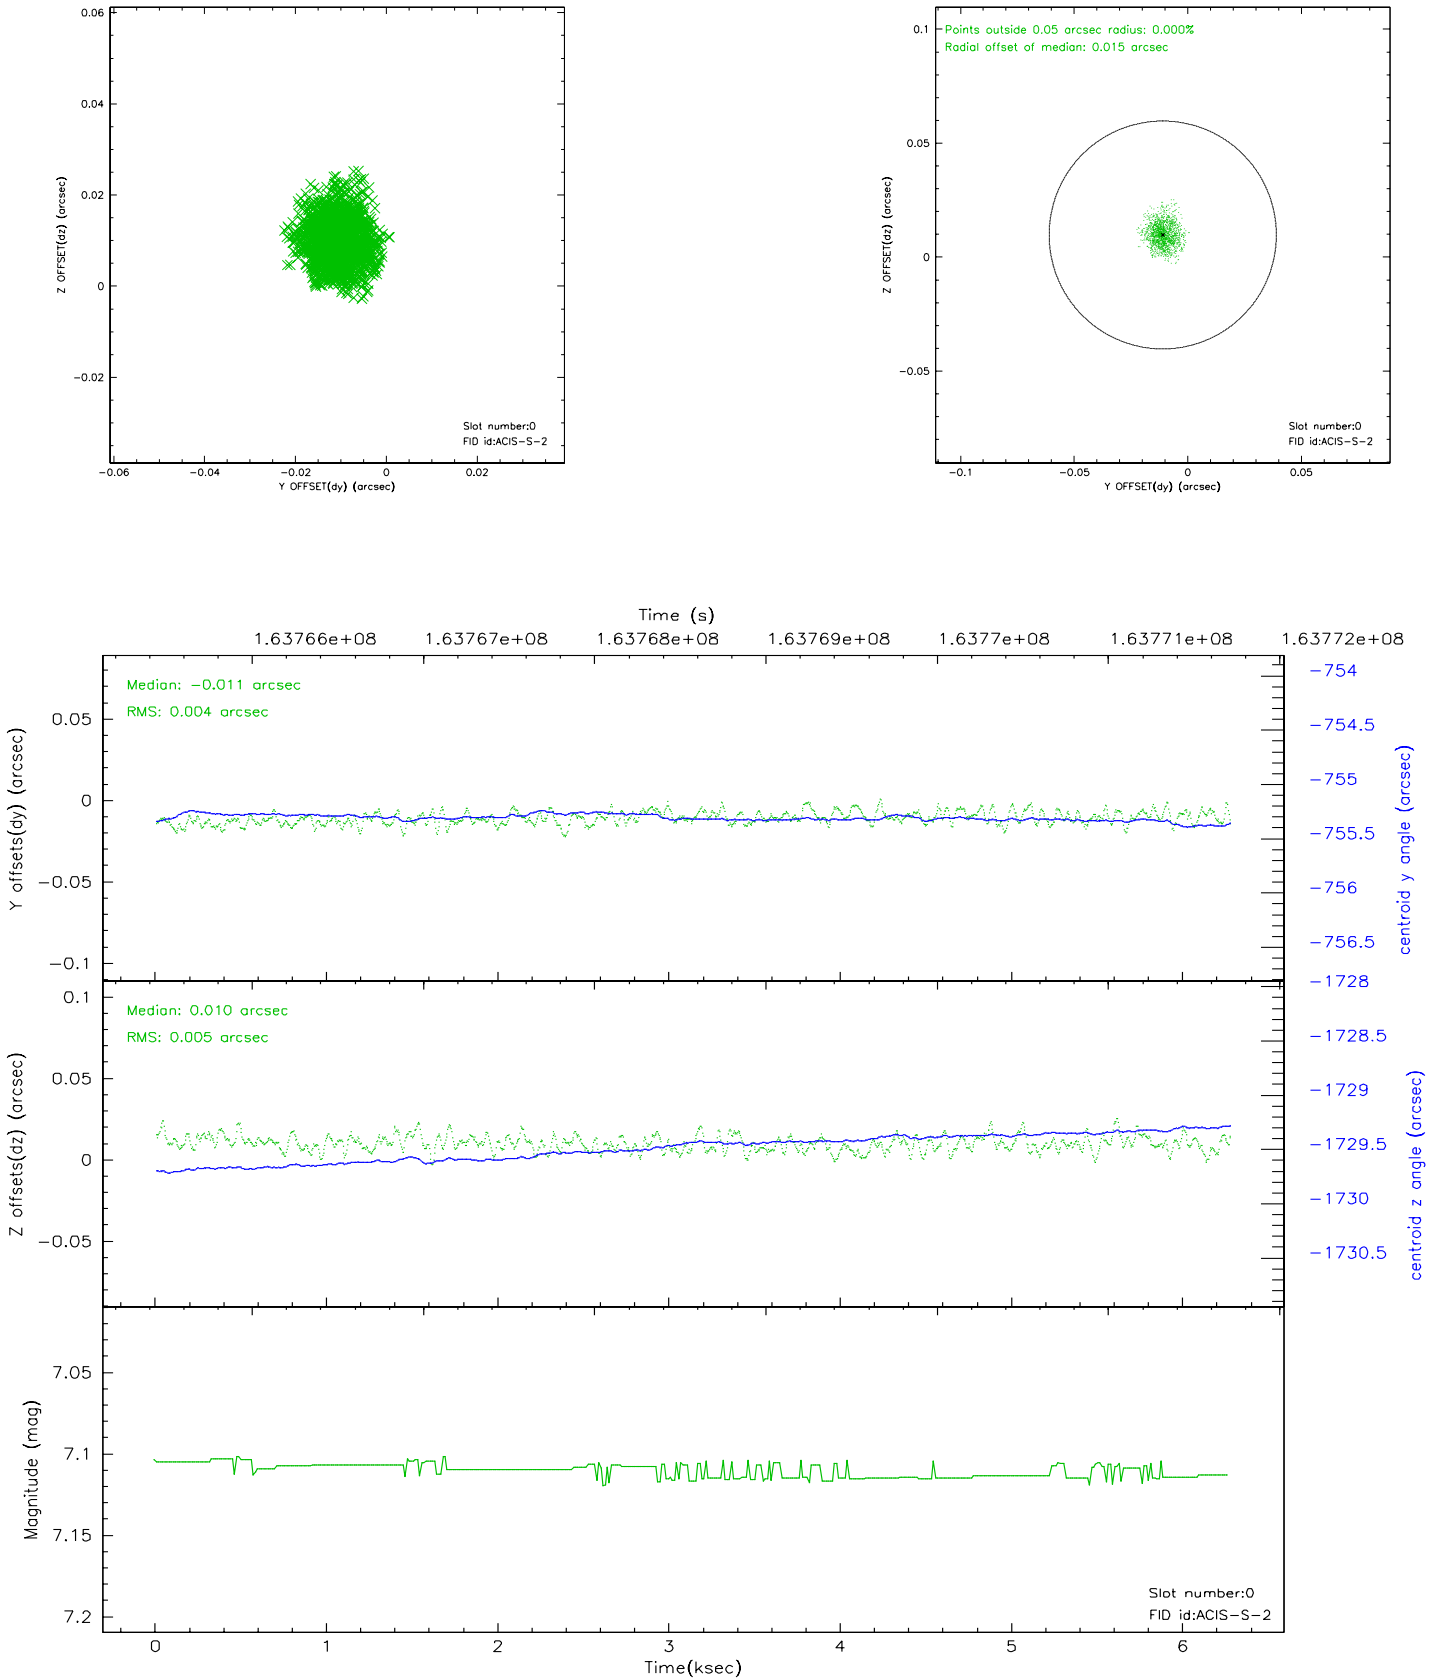 0.06
0.04
0.02
0
−0.02
Z OFFSET(dz) (arcsec)
Slot number:0
FID id:ACIS−S−2
−0.06
−0.04
−0.02
0
0.02
Y OFFSET(dy) (arcsec)
Points outside 0.05 arcsec radius: 0.000%
Radial offset of median: 0.015 arcsec
0.1
0.05
0
−0.05
Z OFFSET(dz) (arcsec)
Slot number:0
FID id:ACIS−S−2
−0.1
−0.05
0
0.05
Y OFFSET(dy) (arcsec)
Time (s)
1.63766e+08
1.63767e+08
1.63768e+08
1.63769e+08
1.6377e+08
1.63771e+08
1.63772e+08
Median: −0.011 arcsec
RMS: 0.004 arcsec
0.05
0
−0.05
−0.1
Y offsets(dy) (arcsec)
−754
−754.5
−755
−755.5
−756
−756.5
centroid y angle (arcsec)
Median: 0.010 arcsec
RMS: 0.005 arcsec
0.1
0.05
0
−0.05
Z offsets(dz) (arcsec)
−1728
−1728.5
−1729
−1729.5
−1730
−1730.5
centroid z angle (arcsec)
7.05
7.1
7.15
7.2
Magnitude (mag)
Slot number:0
FID id:ACIS−S−2
0
1
2
3
4
5
6
Time(ksec)